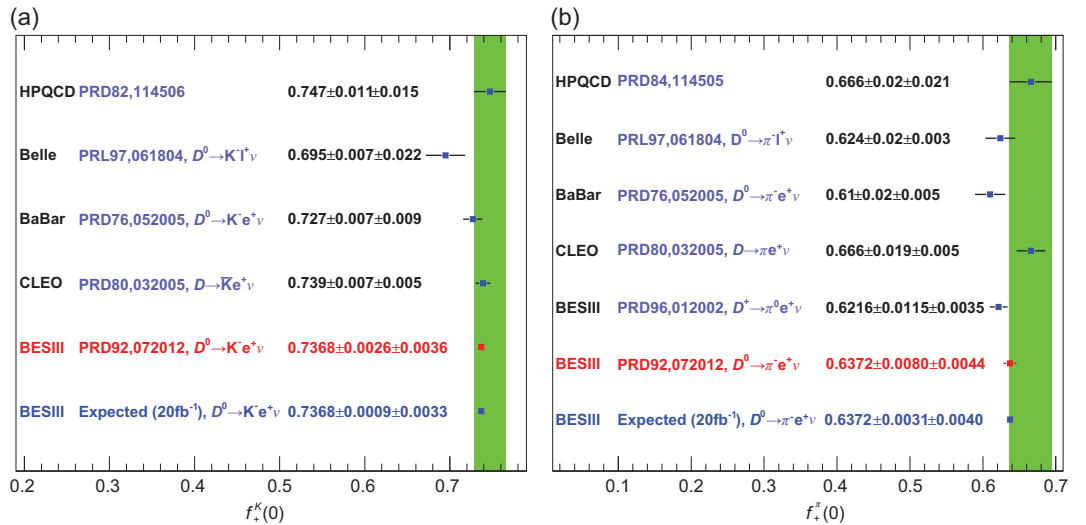 (a)
HPQCD PRD82,114506 0.747±0.011±0.015
Belle PRL97,061804, D⁰→K⁻l⁺ν 0.695±0.007±0.022
BaBar PRD76,052005, D⁰→K⁻e⁺ν 0.727±0.007±0.009
CLEO PRD80,032005, D→K̅e⁺ν 0.739±0.007±0.005
BESIII PRD92,072012, D⁰→K⁻e⁺ν 0.7368±0.0026±0.0036
BESIII Expected (20fb⁻¹), D⁰→K⁻e⁺ν 0.7368±0.0009±0.0033
0.2 0.3 0.4 0.5 0.6 0.7
f₊ᴷ(0)
(b)
HPQCD PRD84,114505 0.666±0.02±0.021
Belle PRL97,061804, D⁰→π⁻l⁺ν 0.624±0.02±0.003
BaBar PRD76,052005, D⁰→π⁻e⁺ν 0.61±0.02±0.005
CLEO PRD80,032005, D→πe⁺ν 0.666±0.019±0.005
BESIII PRD96,012002, D⁺→π⁰e⁺ν 0.6216±0.0115±0.0035
BESIII PRD92,072012, D⁰→π⁻e⁺ν 0.6372±0.0080±0.0044
BESIII Expected (20fb⁻¹), D⁰→π⁻e⁺ν 0.6372±0.0031±0.0040
0.1 0.2 0.3 0.4 0.5 0.6 0.7
f₊^π(0)